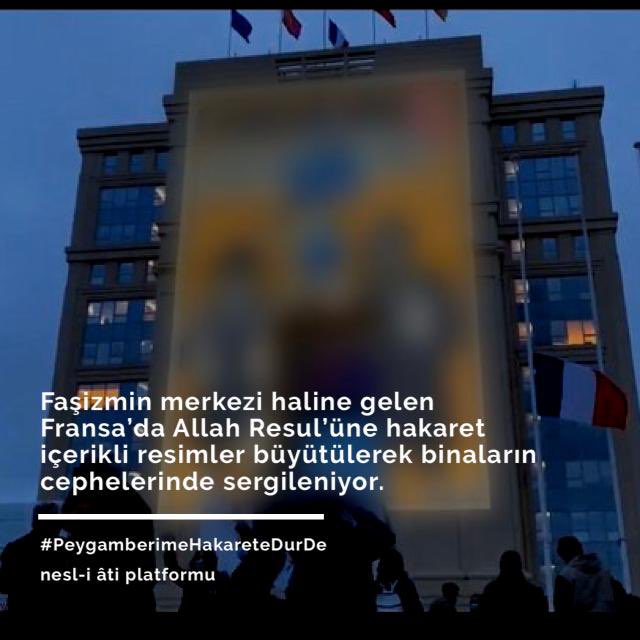 Faşizmin merkezi haline gelen
Fransa'da Allah Resul'üne hakaret
içerikli resimler büyütülerek binaların
cephelerinde sergileniyor.
#PeygamberimeHakareteDurDe
nesl-i âti platformu